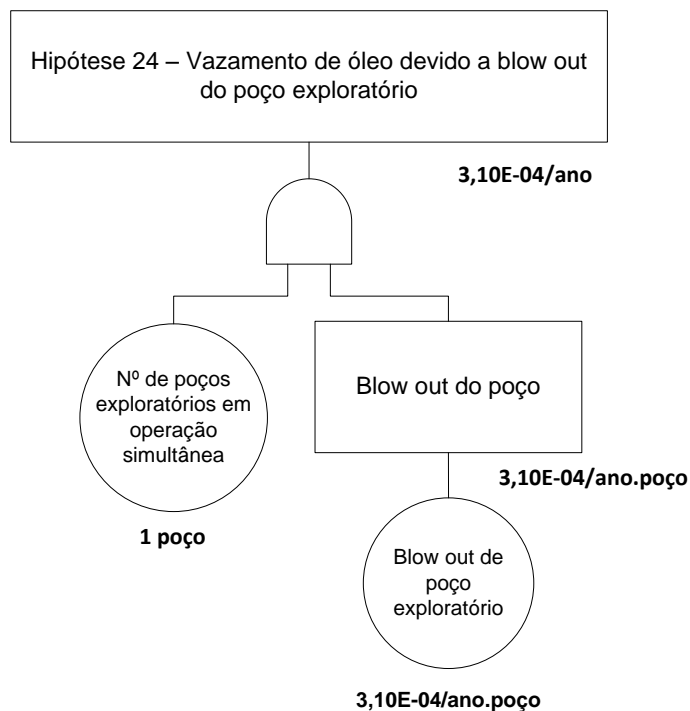 Hipótese 24 – Vazamento de óleo devido a blow out
do poço exploratório
3,10E-04/ano
Nº de poços
exploratórios em
operação
simultânea
1 poço
Blow out do poço
3,10E-04/ano.poço
Blow out de
poço
exploratório
3,10E-04/ano.poço